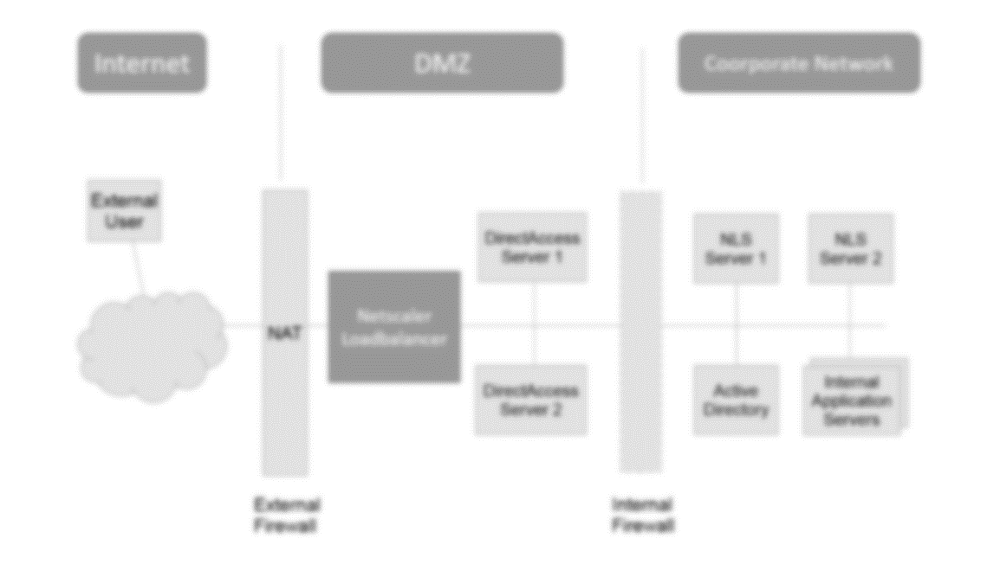 Internet
DMZ
Coorporate Network
External
User
DirectAccess
Server 1
NLS
Server 1
NLS
Server 2
NAT
Netscaler
Loadbalancer
DirectAccess
Server 2
Active
Directory
Internal
Application
Servers
External
Firewall
Internal
Firewall